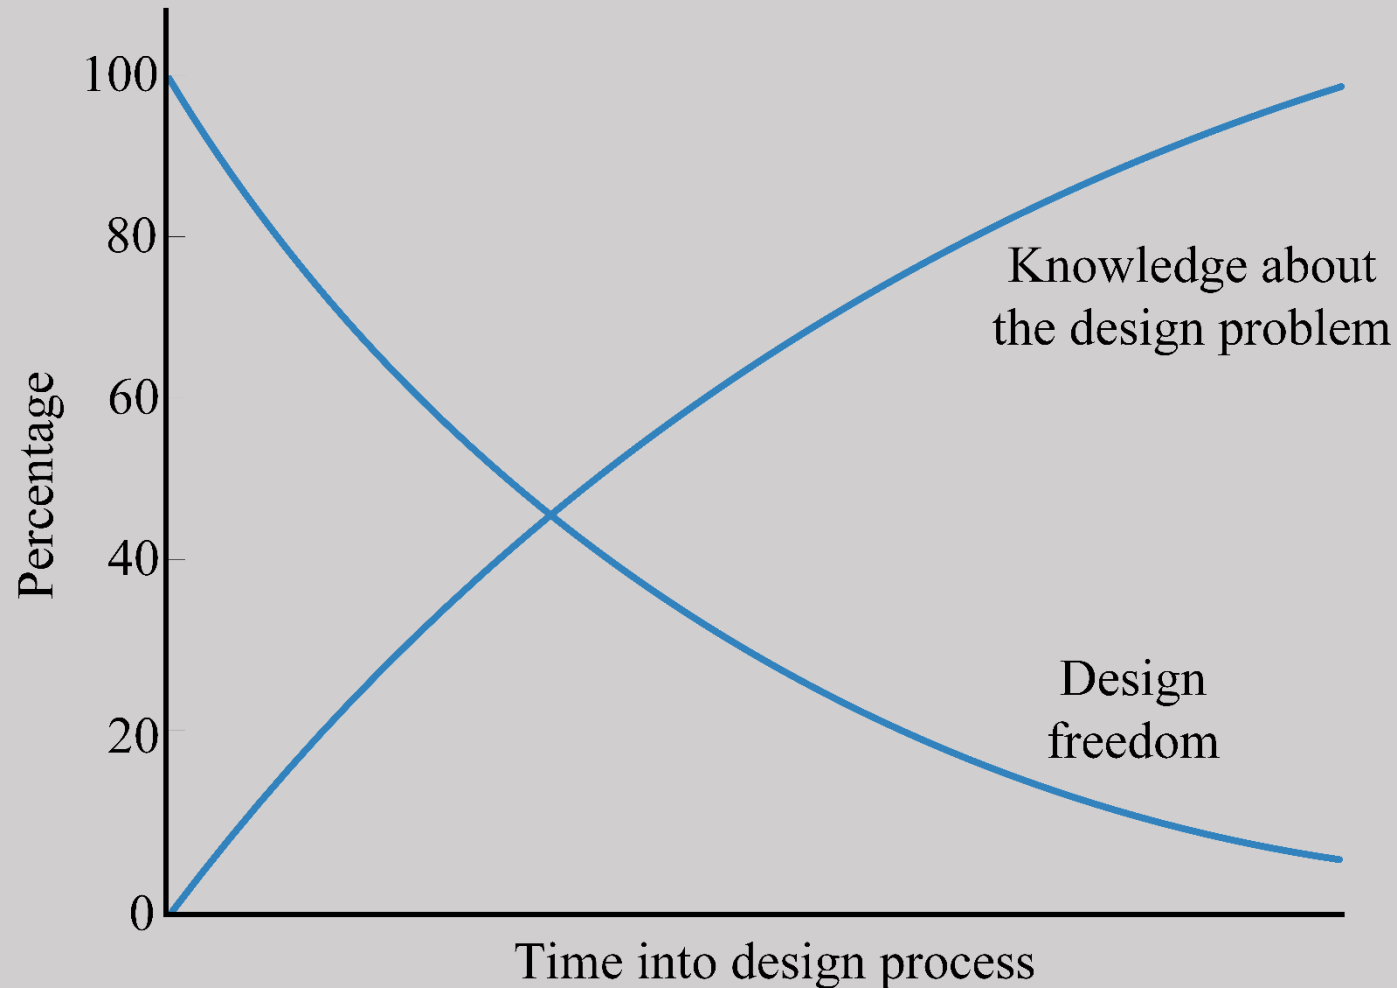 100
80
60
40
20
0
Percentage
Knowledge about
the design problem
Design
freedom
Time into design process